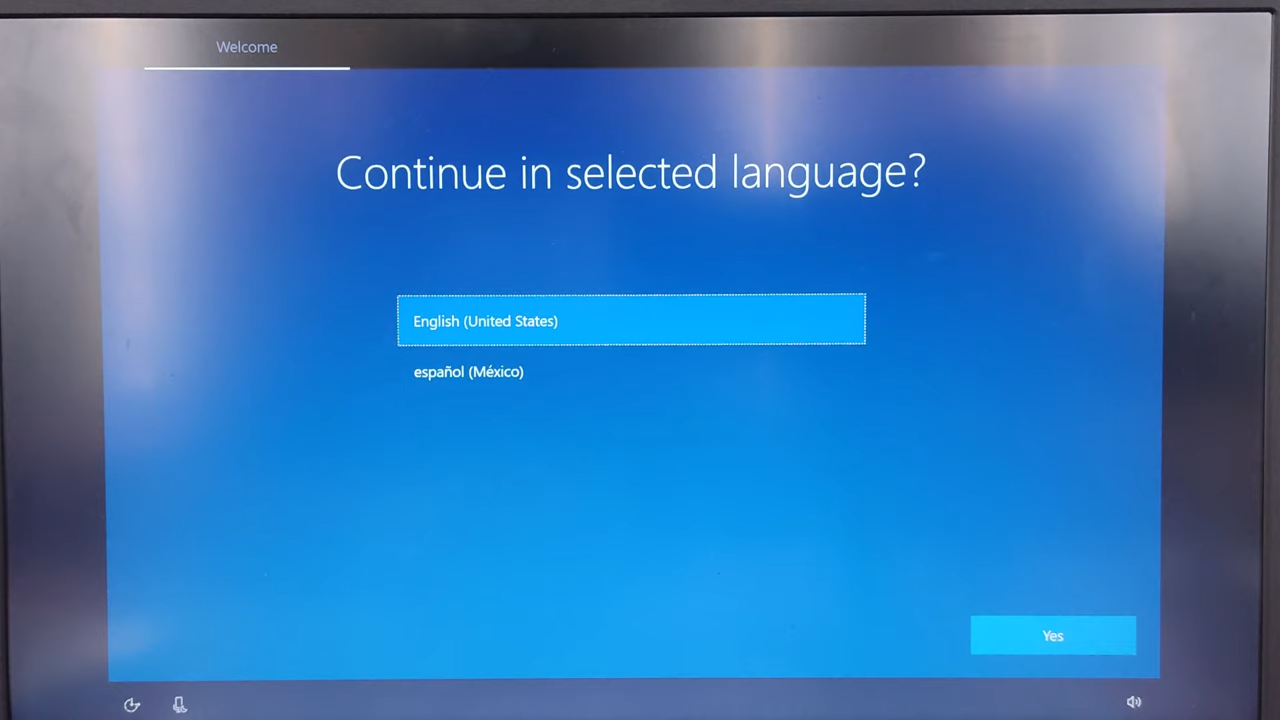 Welcome
Continue in selected language?
English (United States)
español (México)
Yes